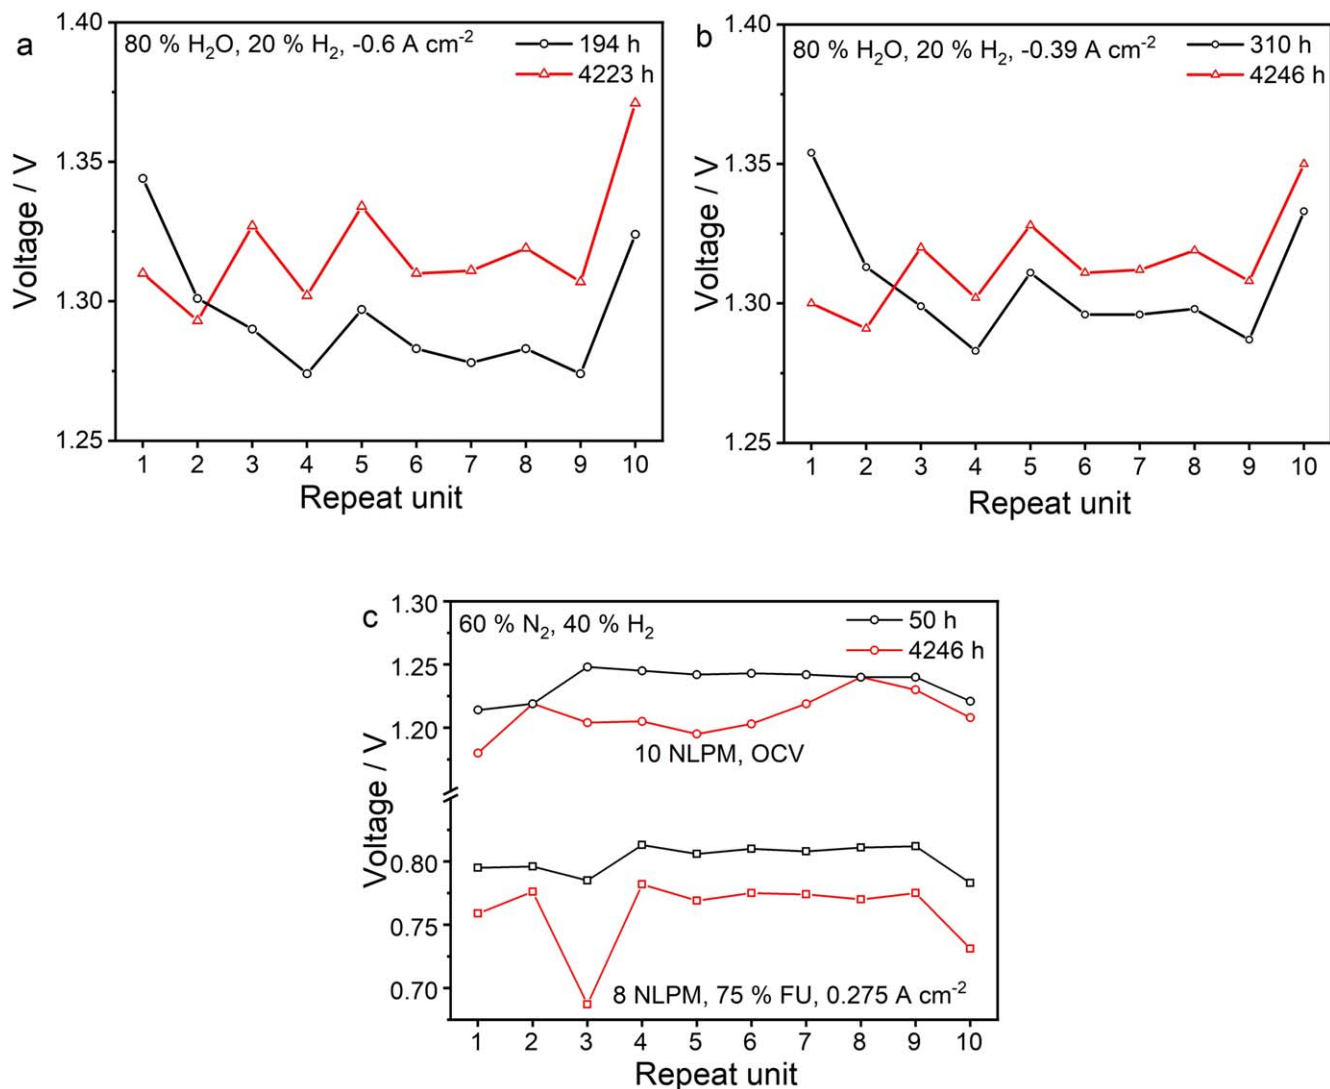 a
80 % H₂O, 20 % H₂, -0.6 A cm⁻²
194 h
4223 h
1.40
1.35
1.30
1.25
Voltage / V
1 2 3 4 5 6 7 8 9 10
Repeat unit
b
80 % H₂O, 20 % H₂, -0.39 A cm⁻²
310 h
4246 h
1.40
1.35
1.30
1.25
Voltage / V
1 2 3 4 5 6 7 8 9 10
Repeat unit
c
60 % N₂, 40 % H₂
50 h
4246 h
1.30
1.25
1.20
0.80
0.75
0.70
Voltage / V
10 NLPM, OCV
8 NLPM, 75 % FU, 0.275 A cm⁻²
1 2 3 4 5 6 7 8 9 10
Repeat unit